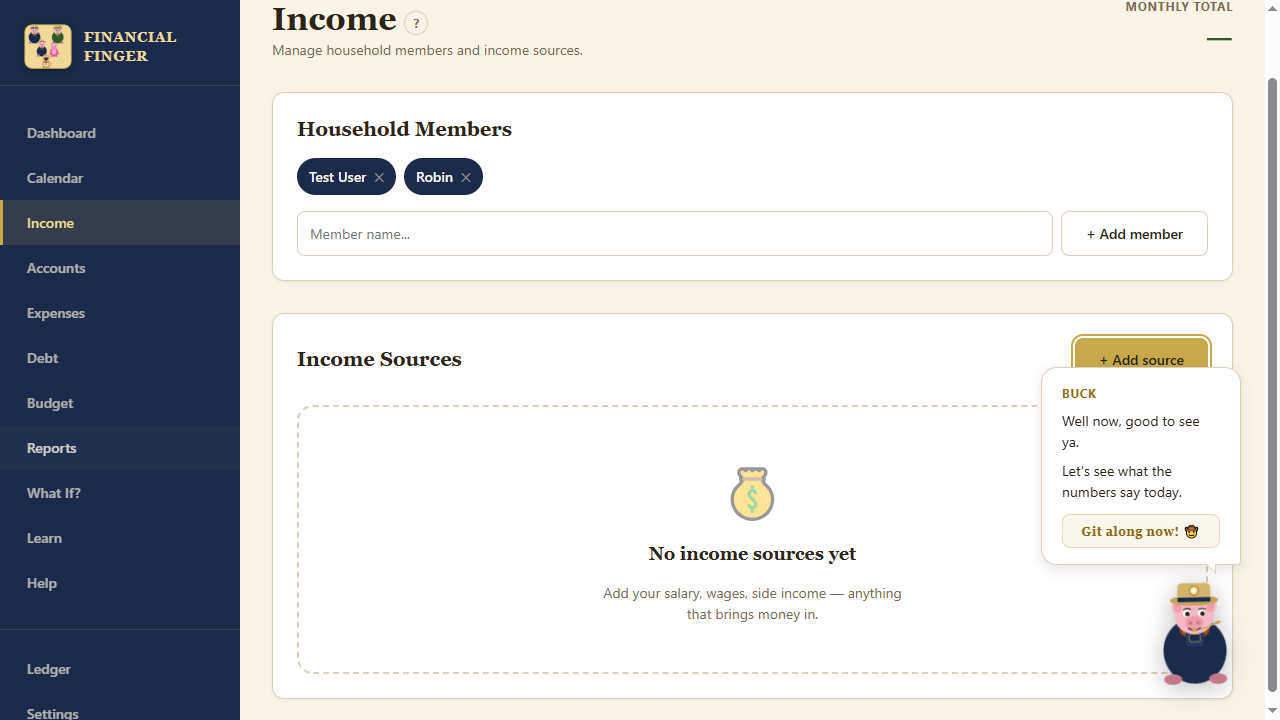 FINANCIAL
FINGER
Dashboard
Calendar
Income
Accounts
Expenses
Debt
Budget
Reports
What If?
Learn
Help
Ledger
Settings
Income ?
Manage household members and income sources.
MONTHLY TOTAL
—
Household Members
Test User ×
Robin ×
Member name...
+ Add member
Income Sources
+ Add source
No income sources yet
Add your salary, wages, side income — anything
that brings money in.
BUCK
Well now, good to see
ya.
Let's see what the
numbers say today.
Git along now! 🤠